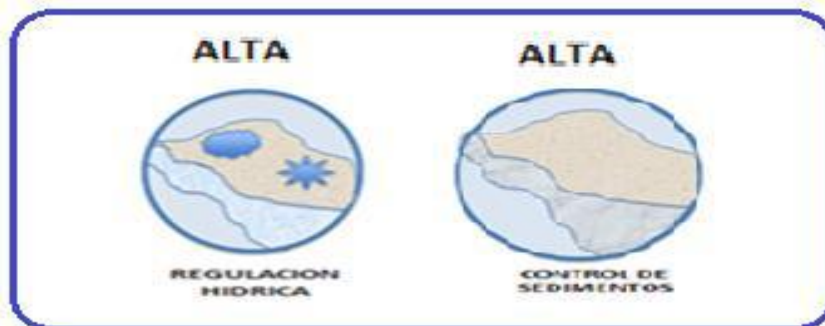 ALTA
ALTA
REGULACION
HIDRICA
CONTROL DE
SEDIMENTOS